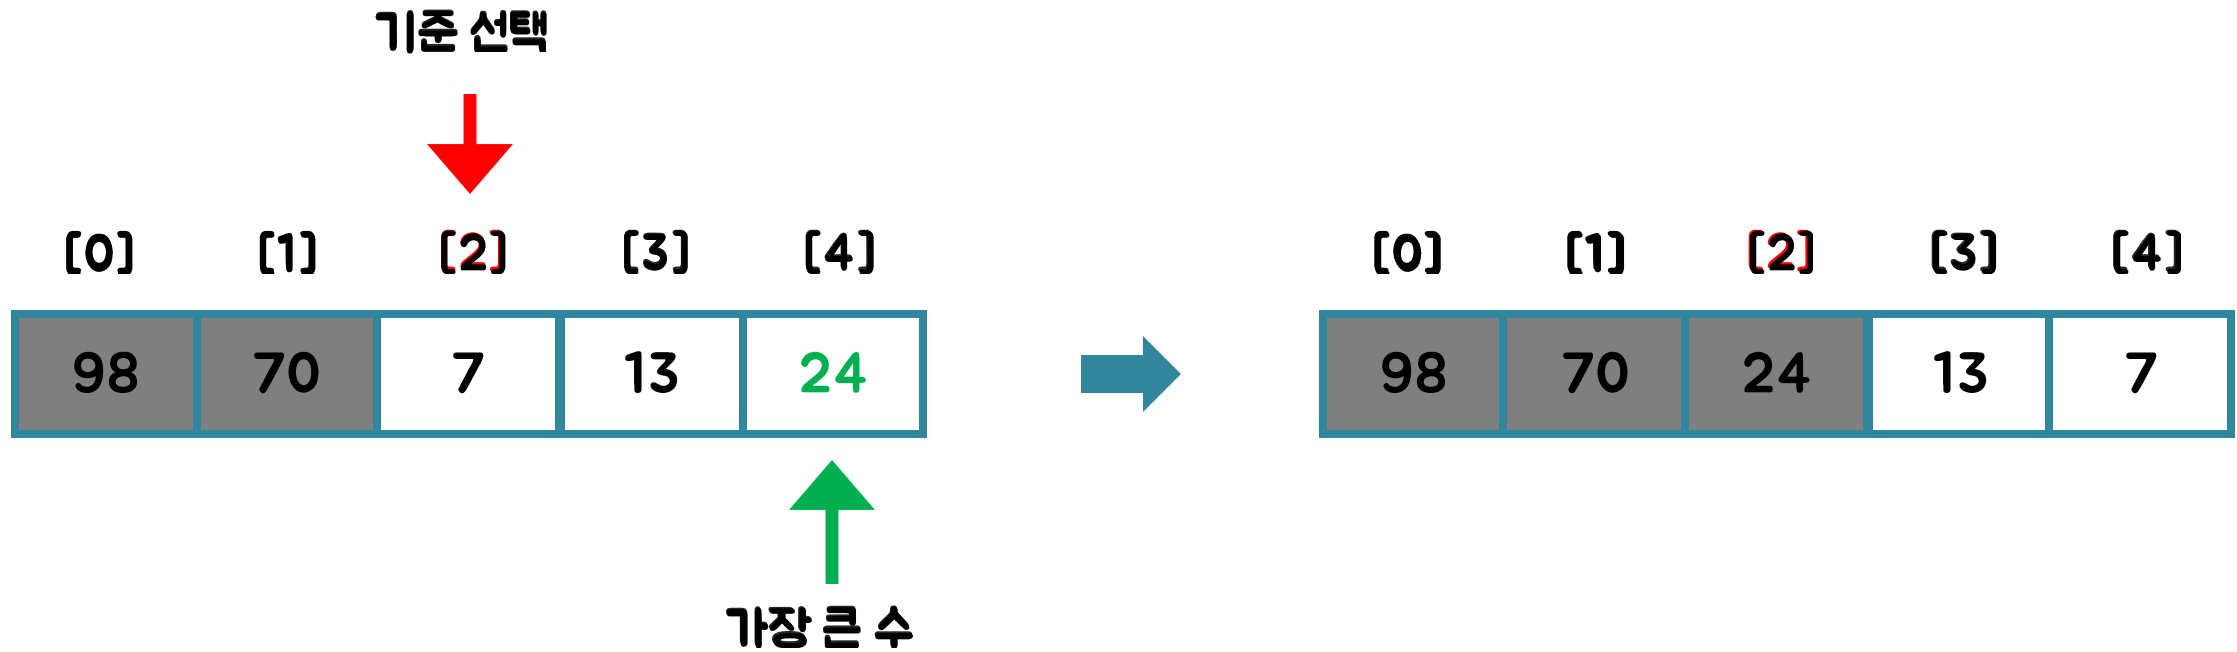 기준 선택
[0] [1] [2] [3] [4]
98 70 7 13 24
가장 큰 수
[0] [1] [2] [3] [4]
98 70 24 13 7